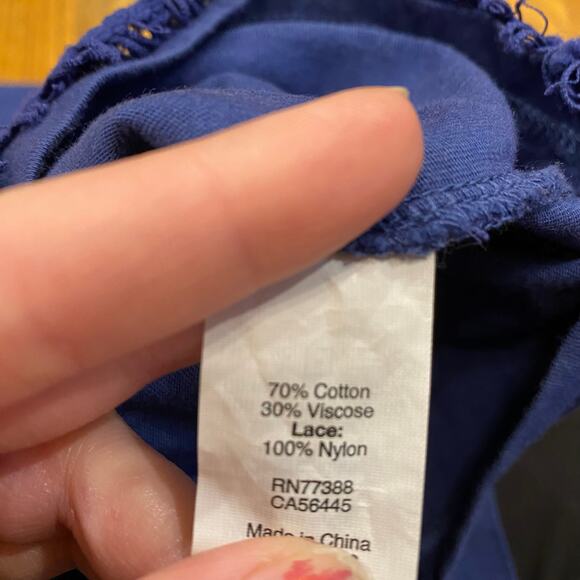 70% Cotton
30% Viscose
Lace:
100% Nylon
RN77388
CA56445
Made in China